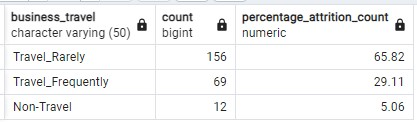 business_travel count percentage_attrition_count
character varying (50) bigint numeric
Travel_Rarely 156 65.82
Travel_Frequently 69 29.11
Non-Travel 12 5.06